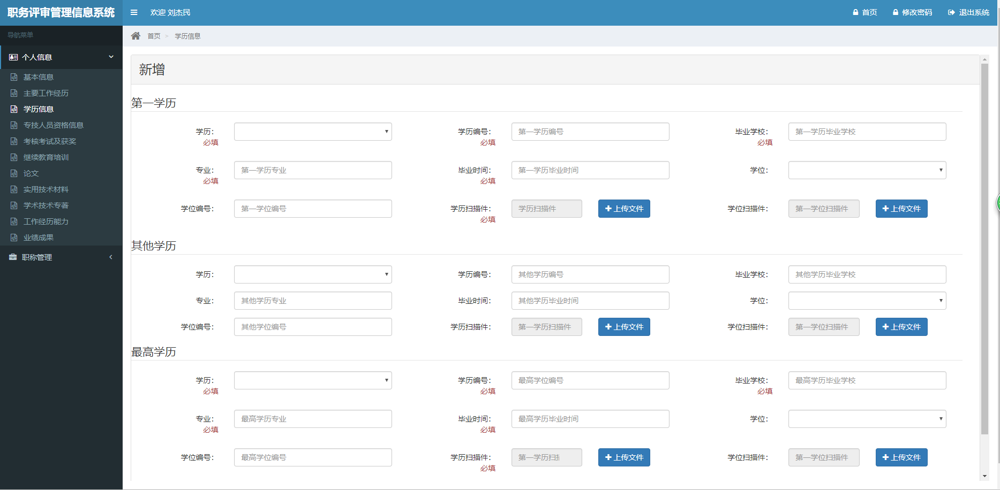 职务评审管理信息系统
欢迎 刘杰民
首页
修改密码
退出系统
导航菜单
首页 > 学历信息
个人信息
基本信息
主要工作经历
学历信息
专技人员资格信息
考核考试及获奖
继续教育培训
论文
实用技术材料
学术技术专著
工作经历能力
业绩成果
职称管理
新增
第一学历
学历： 学历编号： 第一学历编号 毕业学校： 第一学历毕业学校
必填 必填 必填
专业： 第一学历专业 毕业时间： 第一学历毕业时间 学位：
必填 必填
学位编号： 第一学位编号 学历扫描件： 学历扫描件 上传文件 学位扫描件： 第一学位扫描件 上传文件
必填
其他学历
学历： 学历编号： 其他学历编号 毕业学校： 其他学历毕业学校
专业： 其他学历专业 毕业时间： 其他学历毕业时间 学位：
学位编号： 其他学位编号 学历扫描件： 第一学历扫描件 上传文件 学位扫描件： 第一学位扫描件 上传文件
最高学历
学历： 学历编号： 最高学位编号 毕业学校： 最高学历毕业学校
必填 必填 必填
专业： 最高学历专业 毕业时间： 最高学历毕业时间 学位：
必填 必填
学位编号： 最高学位编号 学历扫描件： 第一学历扫 上传文件 学位扫描件： 第一学位扫描件 上传文件
必填